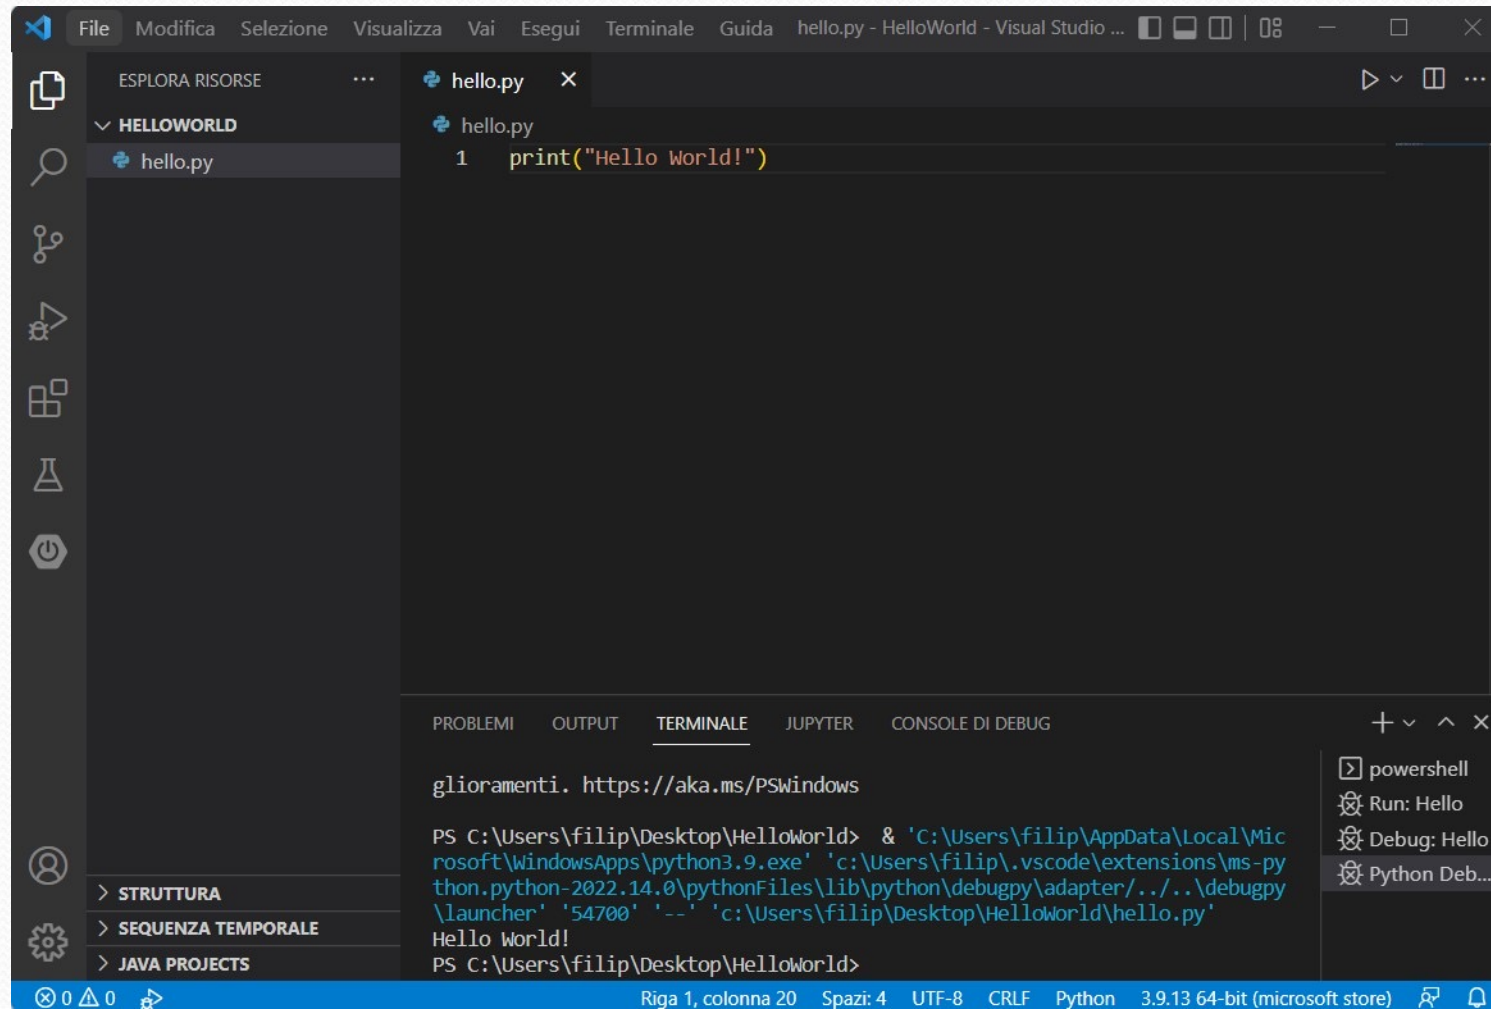 File Modifica Selezione Visualizza Vai Esegui Terminale Guida hello.py - HelloWorld - Visual Studio ...
ESPLORA RISORSE ...
HELLOWORLD
hello.py
STRUTTURA
SEQUENZA TEMPORALE
JAVA PROJECTS
hello.py
hello.py
1 print("Hello World!")
PROBLEMI OUTPUT TERMINALE JUPYTER CONSOLE DI DEBUG
glioramenti. https://aka.ms/PSWindows
PS C:\Users\filip\Desktop\HelloWorld> & 'C:\Users\filip\AppData\Local\Mic
rosoft\WindowsApps\python3.9.exe' 'c:\Users\filip\.vscode\extensions\ms-py
thon.python-2022.14.0\pythonFiles\lib\python\debugpy\adapter/../..\debugpy
\launcher' '54700' '--' 'c:\Users\filip\Desktop\HelloWorld\hello.py'
Hello World!
PS C:\Users\filip\Desktop\HelloWorld>
powershell
Run: Hello
Debug: Hello
Python Deb...
0 0 Riga 1, colonna 20 Spazi: 4 UTF-8 CRLF Python 3.9.13 64-bit (microsoft store)